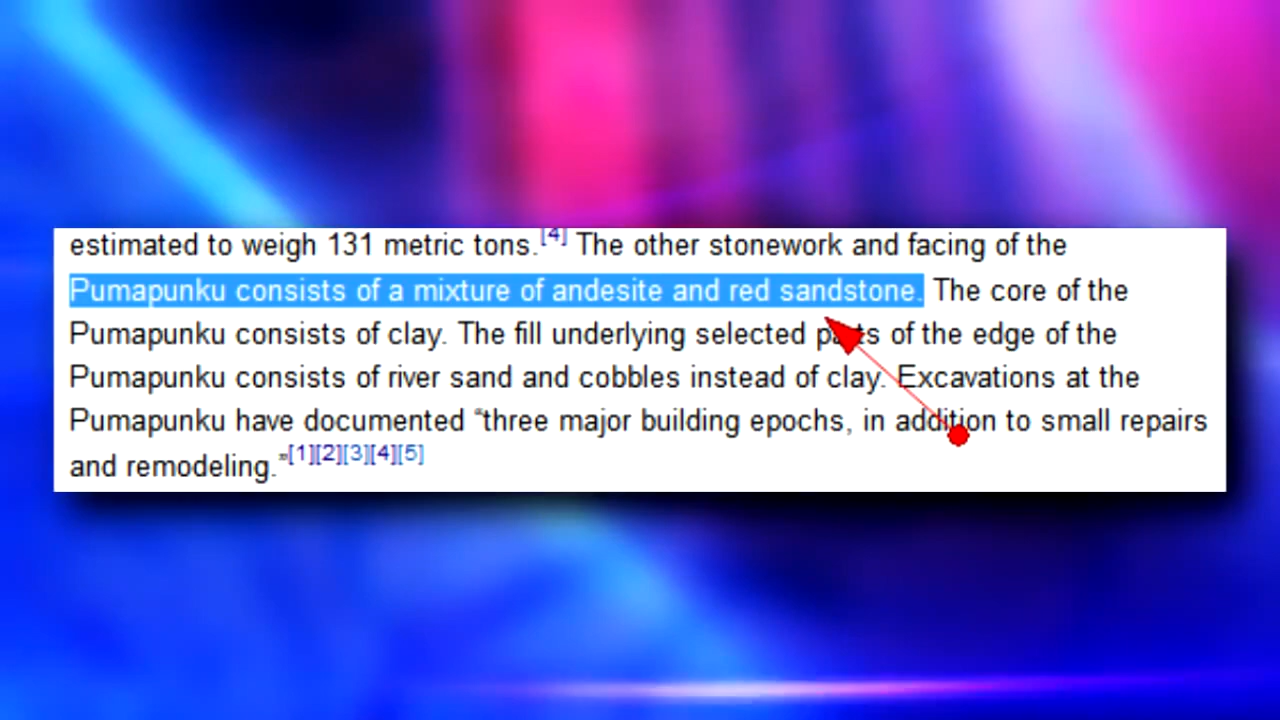 estimated to weigh 131 metric tons.[4] The other stonework and facing of the
Pumapunku consists of a mixture of andesite and red sandstone. The core of the
Pumapunku consists of clay. The fill underlying selected parts of the edge of the
Pumapunku consists of river sand and cobbles instead of clay. Excavations at the
Pumapunku have documented “three major building epochs, in addition to small repairs
and remodeling.”[1][2][3][4][5]